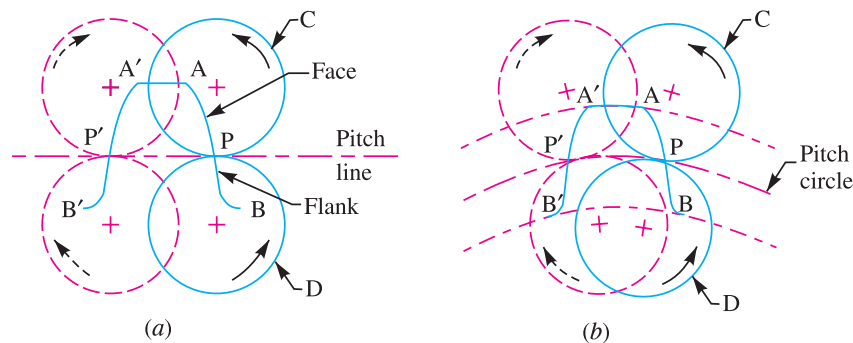 C
A′ A
Face
P′ P
Pitch
line
B′ B
Flank
D
(a)
C
A′ A
P′ P
Pitch
circle
B′ B
D
(b)